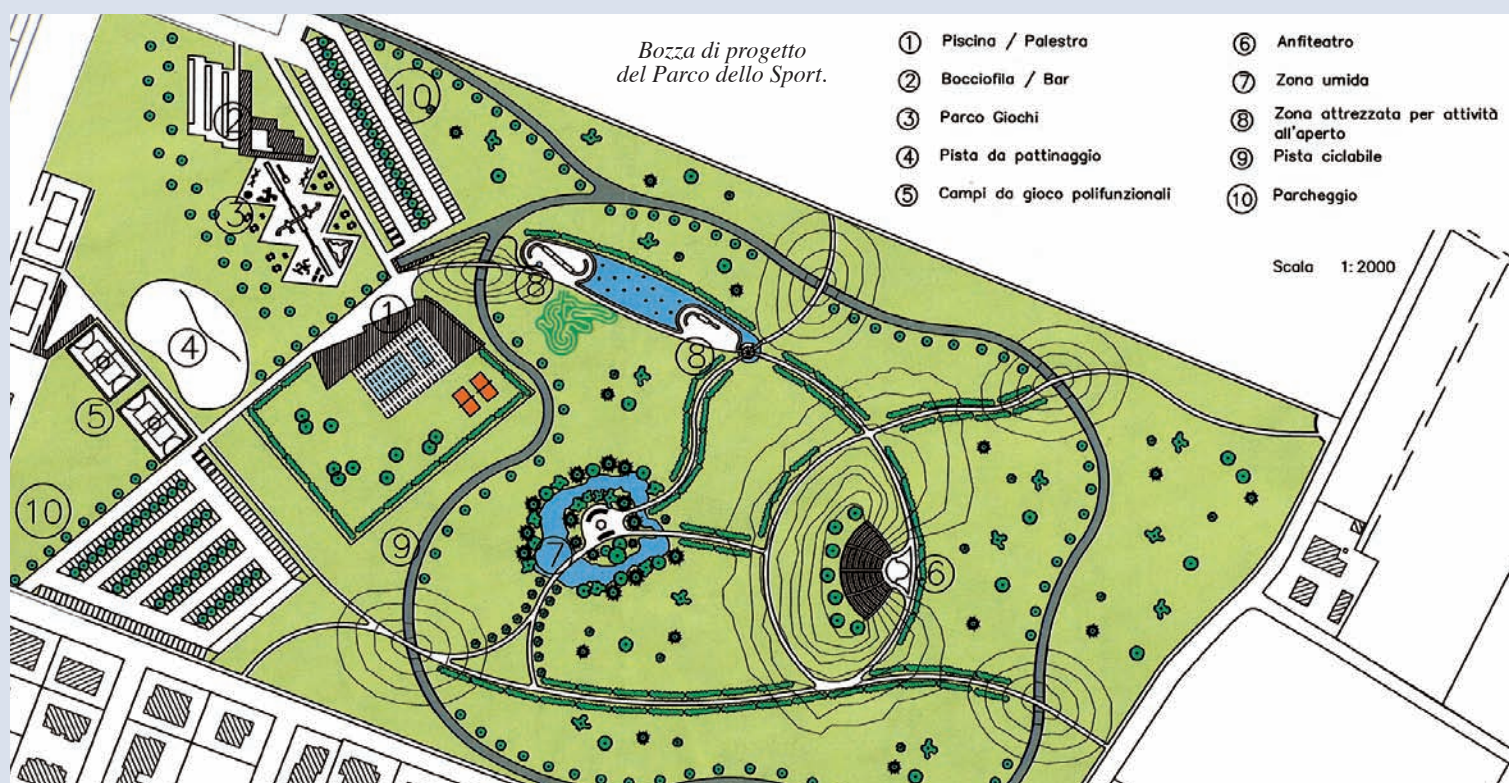 Bozza di progetto
del Parco dello Sport.
① Piscina / Palestra
② Bocciofila / Bar
③ Parco Giochi
④ Pista da pattinaggio
⑤ Campi da gioco polifunzionali
⑥ Anfiteatro
⑦ Zona umida
⑧ Zona attrezzata per attività
all'aperto
⑨ Pista ciclabile
⑩ Parcheggio
Scala 1:2000
⑩
②
③
⑧
①
④
⑧
⑤
⑩
⑨
⑦
⑥